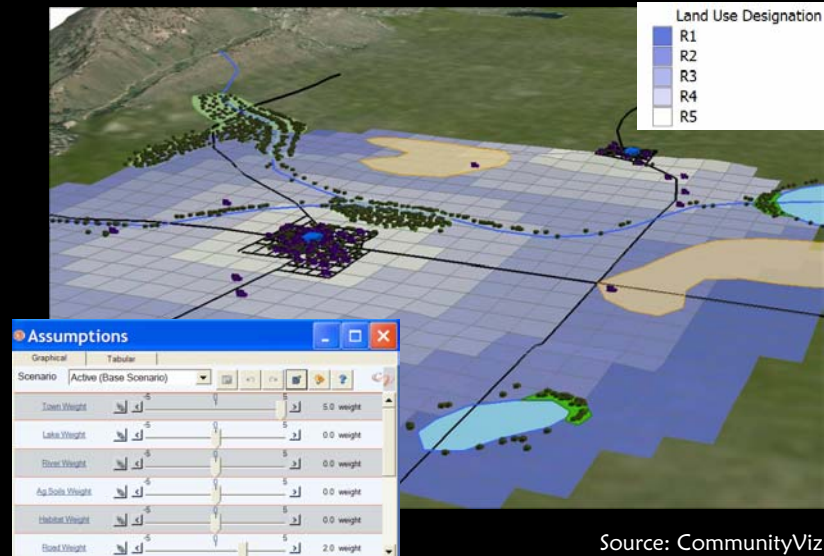 Land Use Designation
R1
R2
R3
R4
R5
Assumptions
Graphical Tabular
Scenario Active (Base Scenario)
Town Weight -5 0 5 5.0 weight
Lake Weight -5 0 5 0.0 weight
River Weight -5 0 5 0.0 weight
Ag Soils Weight -5 0 5 0.0 weight
Habitat Weight -5 0 5 0.0 weight
Road Weight -5 0 5 2.0 weight
Source: CommunityViz